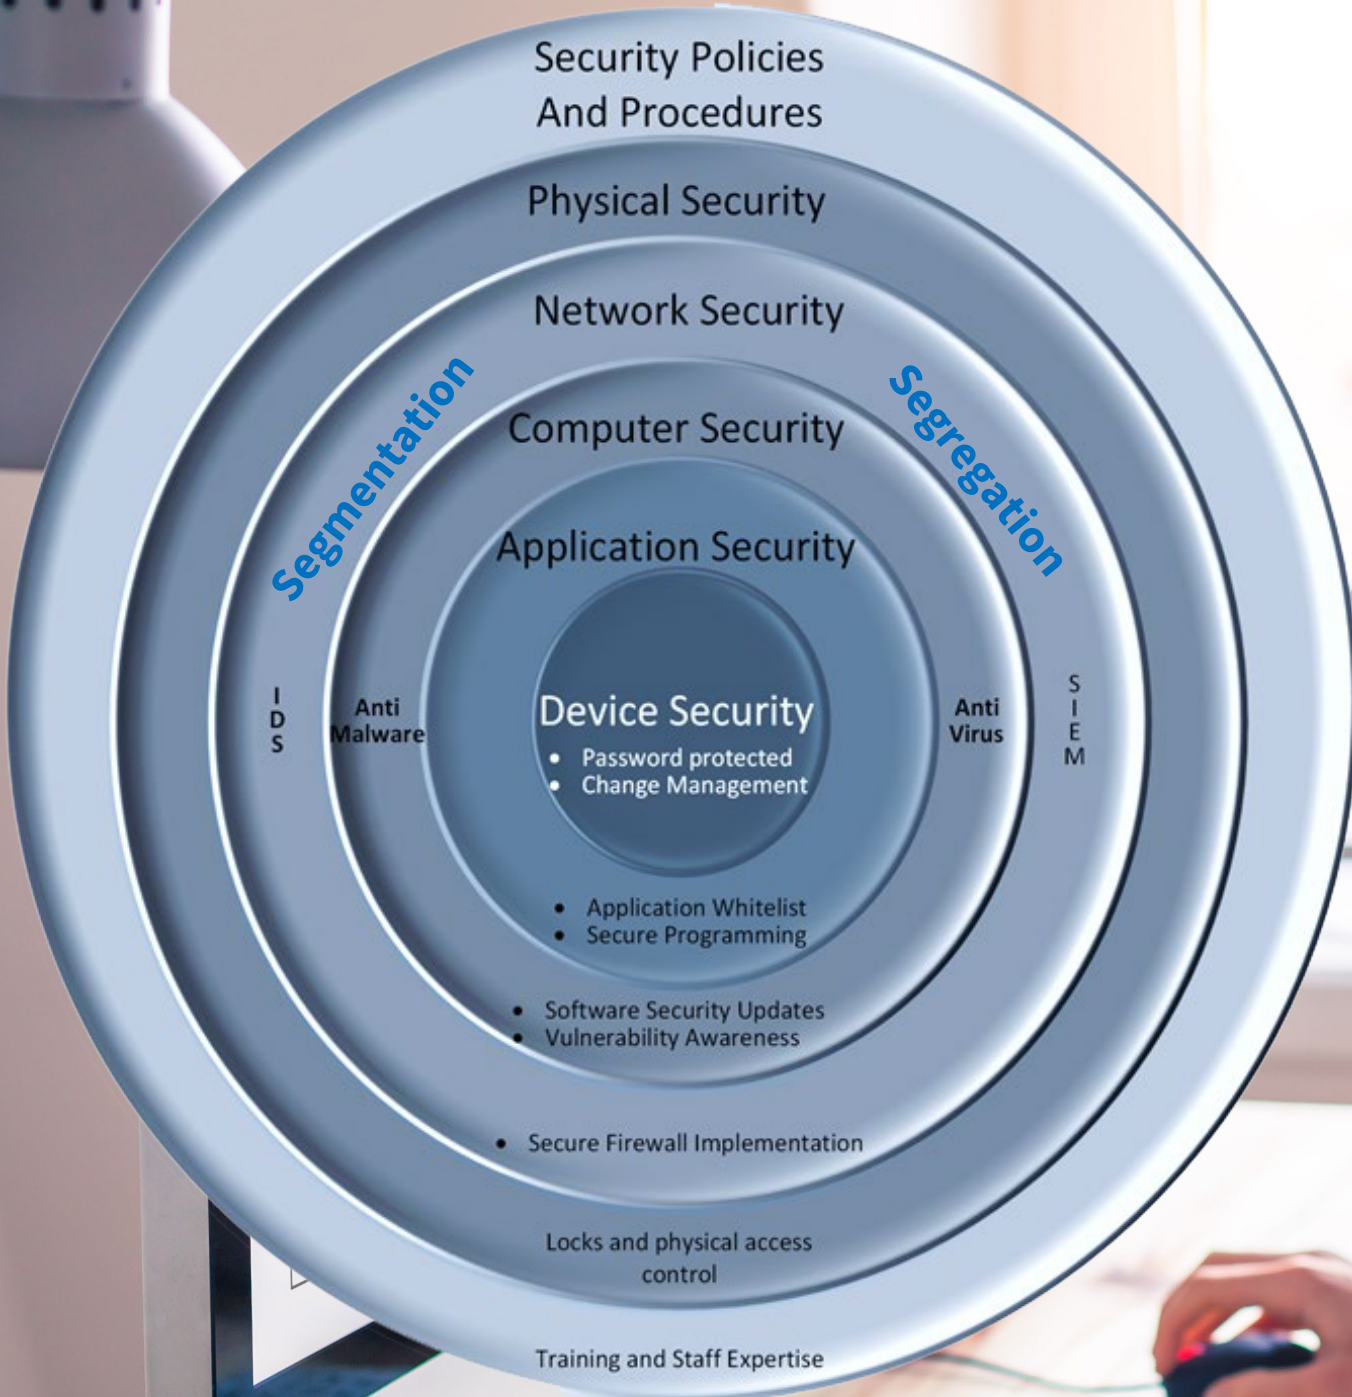 Security Policies
And Procedures
Physical Security
Network Security
Segmentation
Segregation
Computer Security
Application Security
I
D
S
Anti
Malware
Device Security
• Password protected
• Change Management
Anti
Virus
S
I
E
M
• Application Whitelist
• Secure Programming
• Software Security Updates
• Vulnerability Awareness
• Secure Firewall Implementation
Locks and physical access
control
Training and Staff Expertise